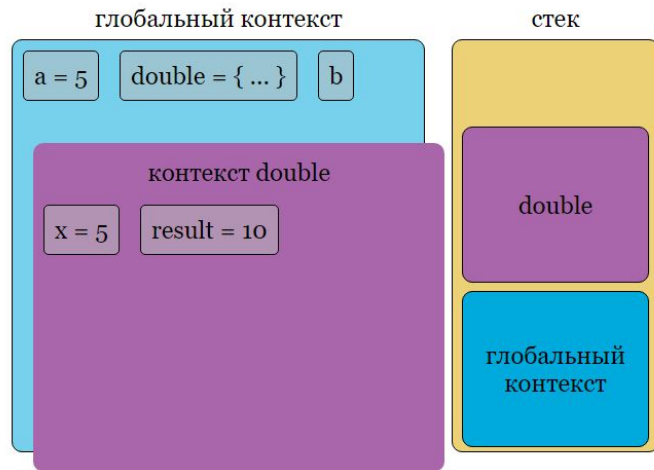 глобальный контекст
стек
a = 5
double = { ... }
b
контекст double
x = 5
result = 10
double
глобальный
контекст